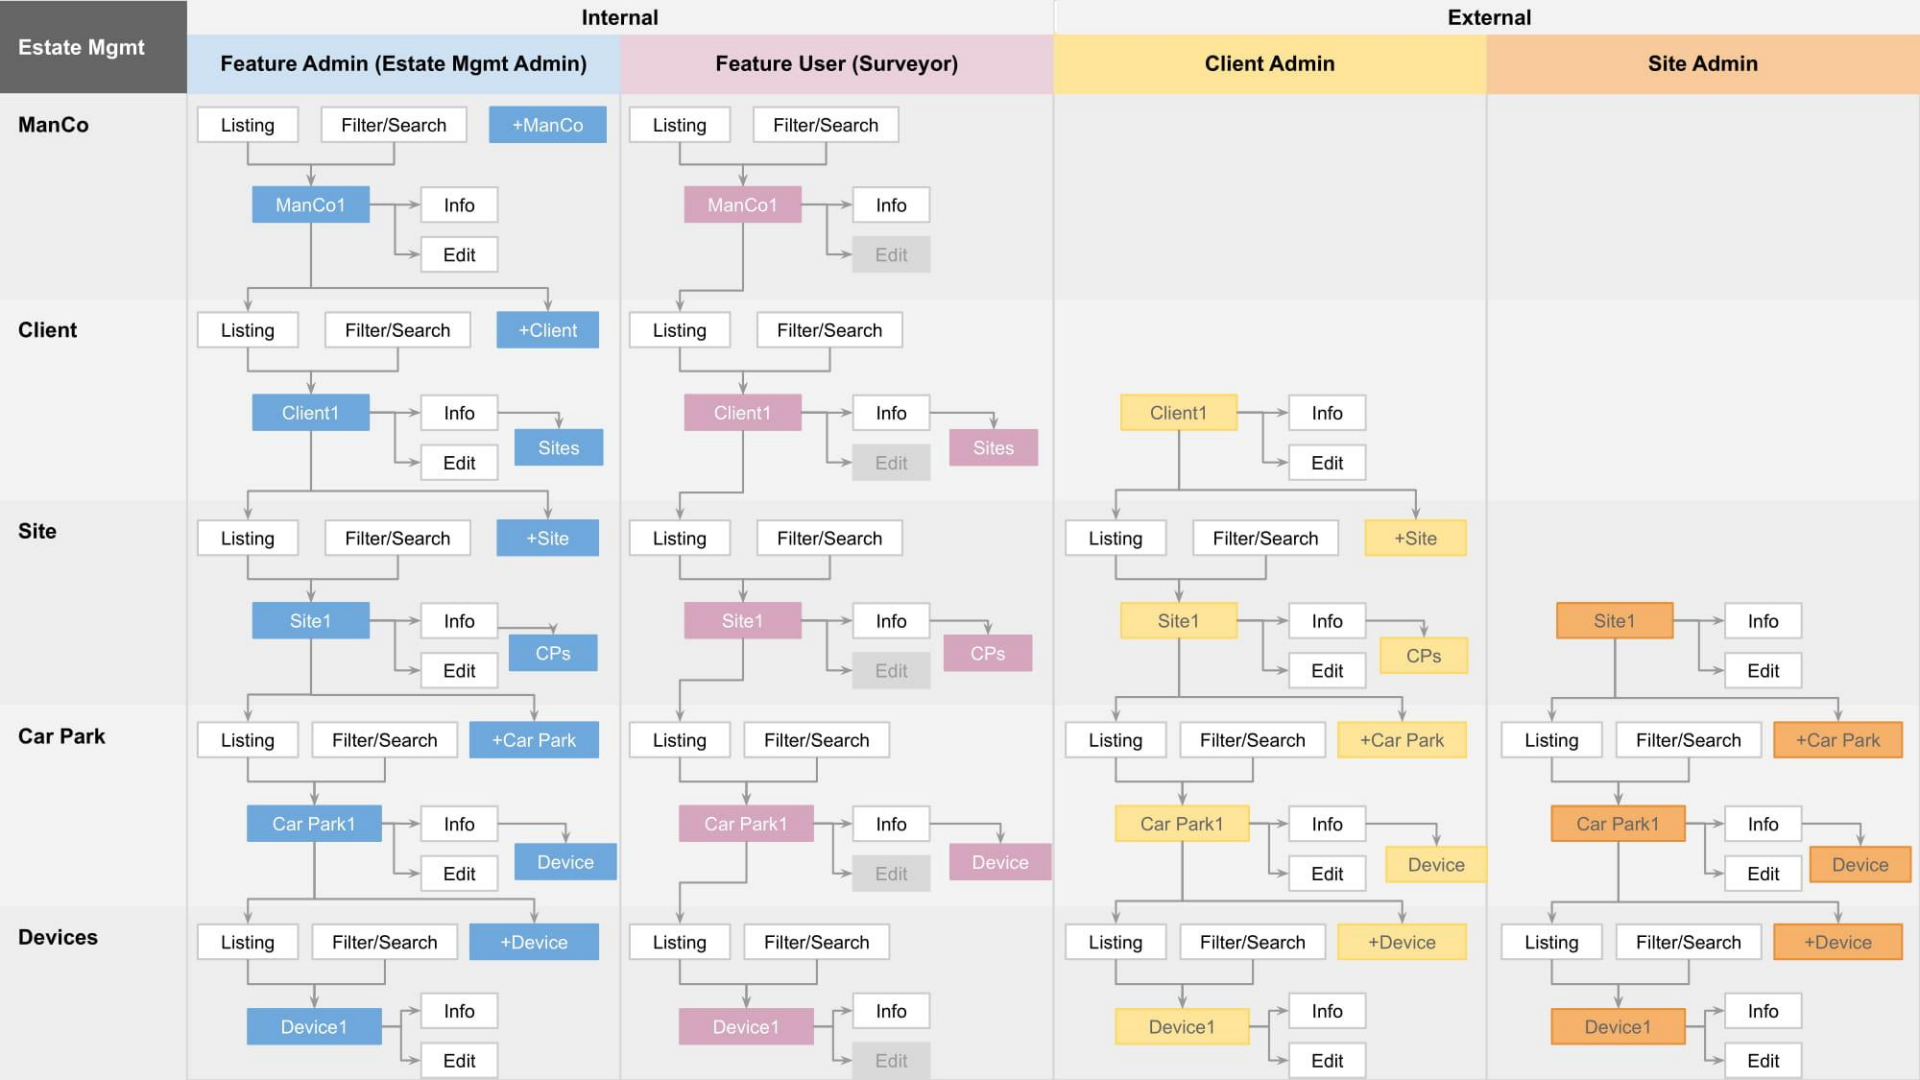 Internal
External
Estate Mgmt
Feature Admin (Estate Mgmt Admin)
Feature User (Surveyor)
Client Admin
Site Admin
ManCo
Listing
Filter/Search
+ManCo
Listing
Filter/Search
ManCo1
Info
ManCo1
Info
Edit
Edit
Client
Listing
Filter/Search
+Client
Listing
Filter/Search
Client1
Info
Client1
Info
Client1
Info
Sites
Sites
Edit
Edit
Edit
Site
Listing
Filter/Search
+Site
Listing
Filter/Search
Listing
Filter/Search
+Site
Site1
Info
Site1
Info
Site1
Info
Site1
Info
CPs
CPs
CPs
Edit
Edit
Edit
Edit
Car Park
Listing
Filter/Search
+Car Park
Listing
Filter/Search
Listing
Filter/Search
+Car Park
Listing
Filter/Search
+Car Park
Car Park1
Info
Car Park1
Info
Car Park1
Info
Car Park1
Info
Device
Device
Device
Device
Edit
Edit
Edit
Edit
Devices
Listing
Filter/Search
+Device
Listing
Filter/Search
Listing
Filter/Search
+Device
Listing
Filter/Search
+Device
Device1
Info
Device1
Info
Device1
Info
Device1
Info
Edit
Edit
Edit
Edit